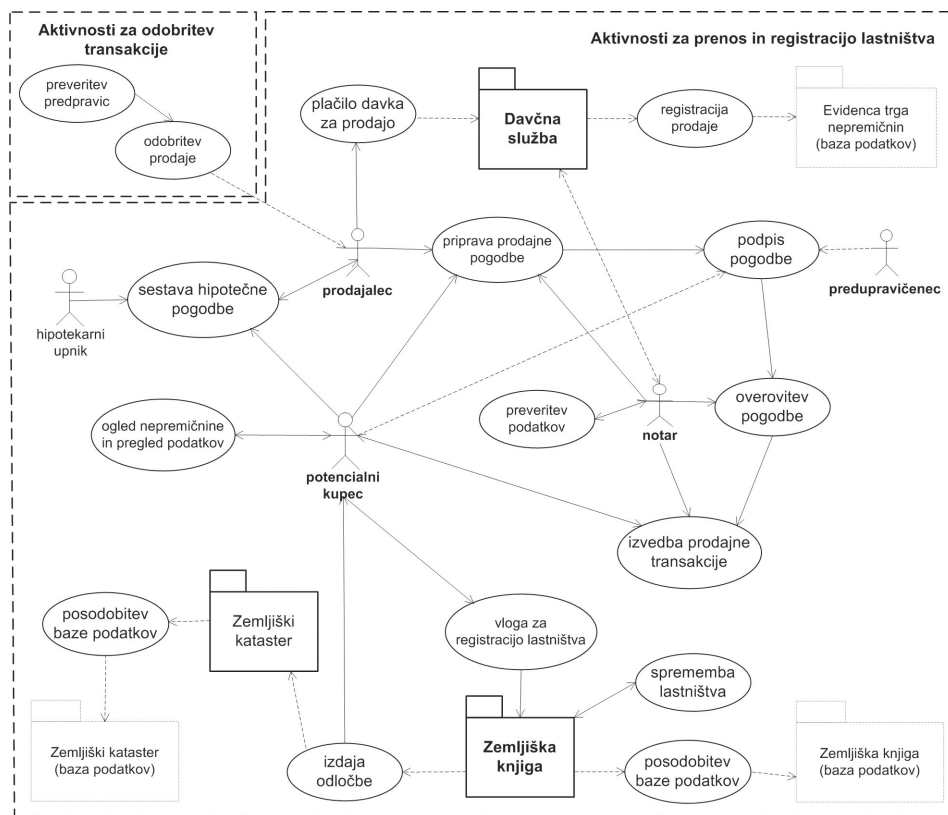 Aktivnosti za odobritev
transakcije
preveritev
predpravic
odobritev
prodaje
Aktivnosti za prenos in registracijo lastništva
plačilo davka
za prodajo
Davčna
služba
registracija
prodaje
Evidenca trga
nepremičnin
(baza podatkov)
prodajalec
priprava prodajne
pogodbe
podpis
pogodbe
predupravičenec
hipotekarni
upnik
sestava hipotečne
pogodbe
ogled nepremičnine
in pregled podatkov
potencialni
kupec
preveritev
podatkov
notar
overovitev
pogodbe
izvedba prodajne
transakcije
posodobitev
baze podatkov
Zemljiški
kataster
vloga za
registracijo lastništva
sprememba
lastništva
Zemljiški kataster
(baza podatkov)
izdaja
odločbe
Zemljiška
knjiga
posodobitev
baze podatkov
Zemljiška knjiga
(baza podatkov)